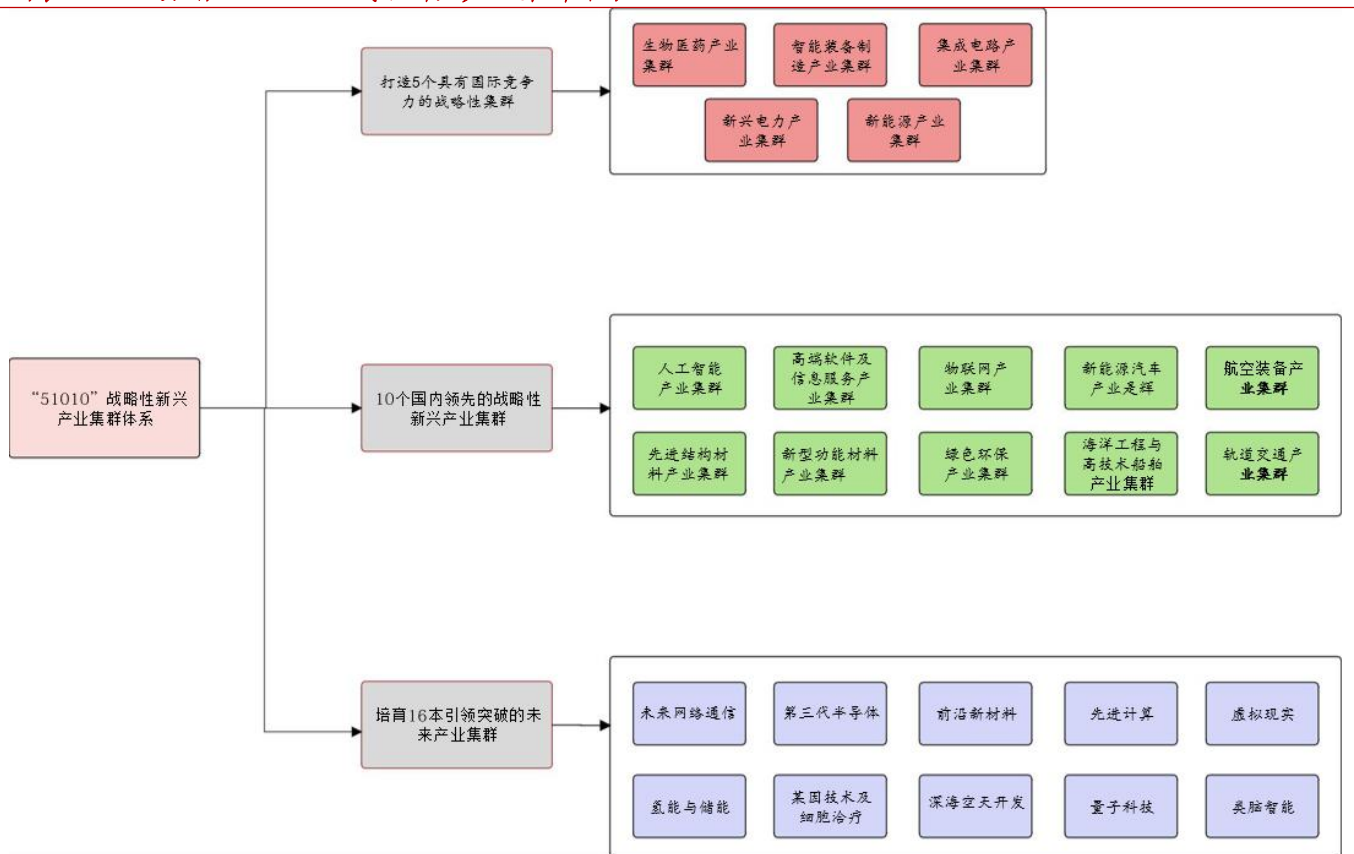 打造5个具有国际竞争
力的战略性集群
生物医药产业
集群
智能装备制
造产业集群
集成电路产
业集群
新兴电力产
业集群
新能源产业
集群
“51010”战略性新兴
产业集群体系
10个国内领先的战略性
新兴产业集群
人工智能
产业集群
高端软件及
信息服务产
业集群
物联网产
业集群
新能源汽车
产业是辉
航空装备产
业集群
先进结构材
料产业集群
新型功能材料
产业集群
绿色环保
产业集群
海洋工程与
高技术船舶
产业集群
轨道交通产
业集群
培育16本引领突破的未
来产业集群
未来网络通信
第三代半导体
前沿新材料
先进计算
虚拟现实
氢能与储能
某因技术及
细胞治疗
深海空天开发
量子科技
类脑智能